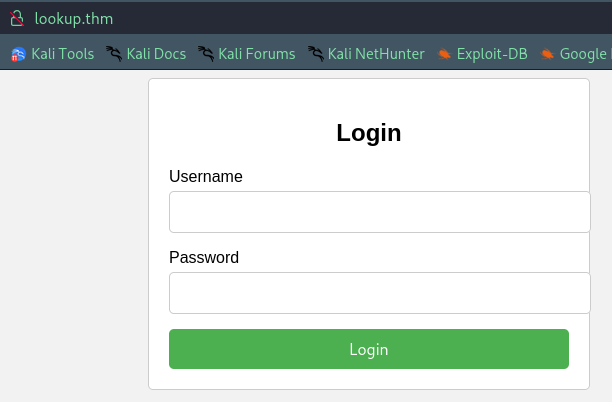 lookup.thm
Kali Tools Kali Docs Kali Forums Kali NetHunter Exploit-DB Google
Login
Username
Password
Login